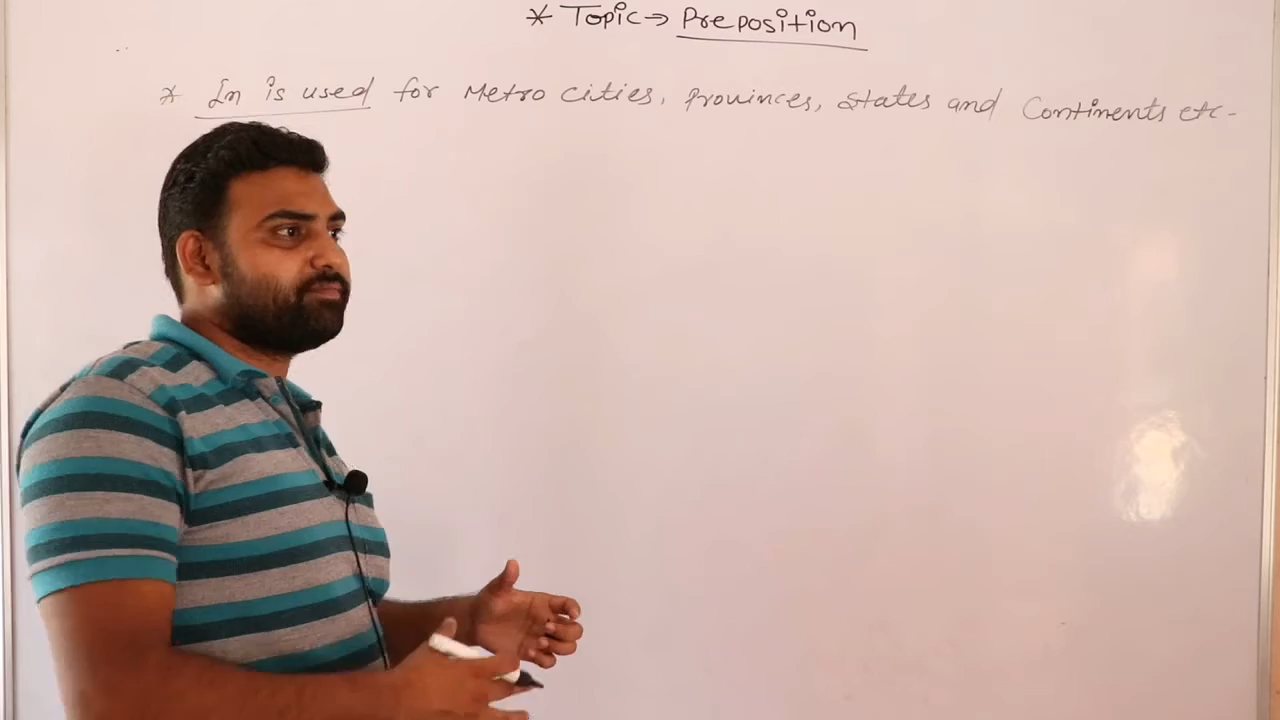 * Topic → Preposition
* In is used for Metro Cities, Provinces, States and Continents etc-